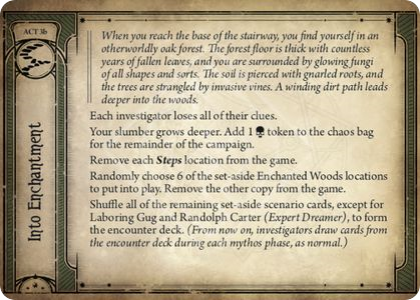 ACT 3b
Into Enchantment
When you reach the base of the stairway, you find yourself in an
otherworldly oak forest. The forest floor is thick with countless
years of fallen leaves, and you are surrounded by glowing fungi
of all shapes and sorts. The soil is pierced with gnarled roots, and
the trees are strangled by invasive vines. A winding dirt path leads
deeper into the woods.
Each investigator loses all of their clues.
Your slumber grows deeper. Add 1 token to the chaos bag
for the remainder of the campaign.
Remove each Steps location from the game.
Randomly choose 6 of the set-aside Enchanted Woods locations
to put into play. Remove the other copy from the game.
Shuffle all of the remaining set-aside scenario cards, except for
Laboring Gug and Randolph Carter (Expert Dreamer), to form
the encounter deck. (From now on, investigators draw cards from
the encounter deck during each mythos phase, as normal.)